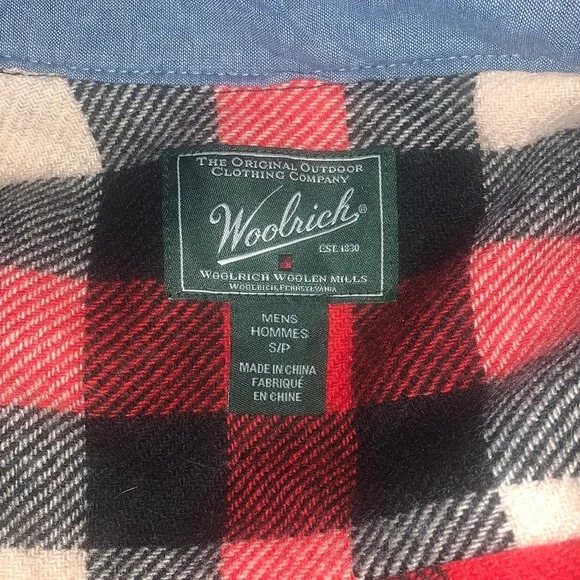 THE ORIGINAL OUTDOOR
CLOTHING COMPANY
Woolrich®
EST. 1830
WOOLRICH WOOLEN MILLS
WOOLRICH, PENNSYLVANIA
MENS
HOMMES
S/P
MADE IN CHINA
FABRIQUÉ
EN CHINE